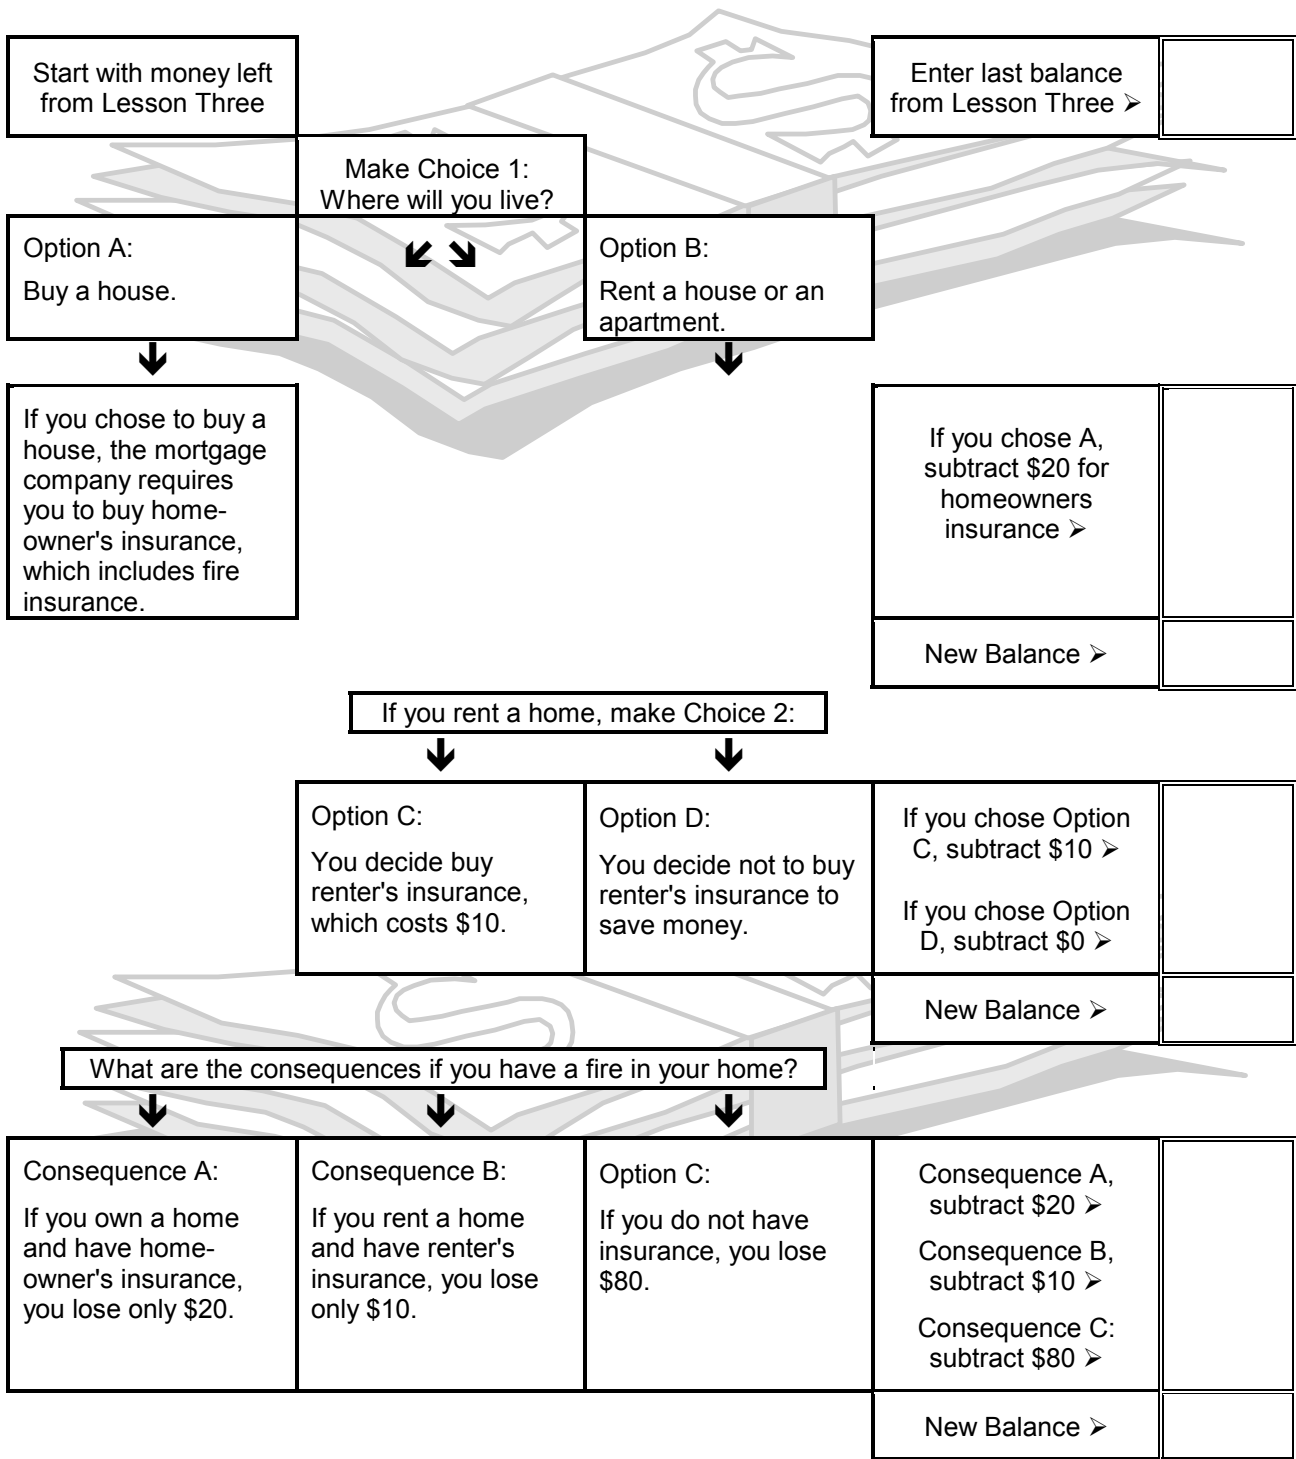 Start with money left
from Lesson Three
Enter last balance
from Lesson Three ➢
Make Choice 1:
Where will you live?
Option A:
Buy a house.
Option B:
Rent a house or an
apartment.
If you chose to buy a
house, the mortgage
company requires
you to buy home-
owner's insurance,
which includes fire
insurance.
If you chose A,
subtract $20 for
homeowners
insurance ➢
New Balance ➢
If you rent a home, make Choice 2:
Option C:
You decide buy
renter's insurance,
which costs $10.
Option D:
You decide not to buy
renter's insurance to
save money.
If you chose Option
C, subtract $10 ➢
If you chose Option
D, subtract $0 ➢
New Balance ➢
What are the consequences if you have a fire in your home?
Consequence A:
If you own a home
and have home-
owner's insurance,
you lose only $20.
Consequence B:
If you rent a home
and have renter's
insurance, you lose
only $10.
Option C:
If you do not have
insurance, you lose
$80.
Consequence A,
subtract $20 ➢
Consequence B,
subtract $10 ➢
Consequence C:
subtract $80 ➢
New Balance ➢